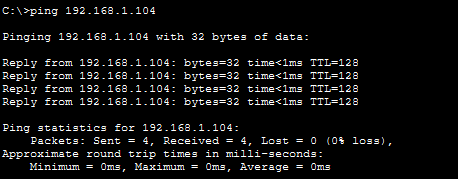 C:\>ping 192.168.1.104
Pinging 192.168.1.104 with 32 bytes of data:
Reply from 192.168.1.104: bytes=32 time<1ms TTL=128
Reply from 192.168.1.104: bytes=32 time<1ms TTL=128
Reply from 192.168.1.104: bytes=32 time<1ms TTL=128
Reply from 192.168.1.104: bytes=32 time<1ms TTL=128
Ping statistics for 192.168.1.104:
Packets: Sent = 4, Received = 4, Lost = 0 (0% loss),
Approximate round trip times in milli-seconds:
Minimum = 0ms, Maximum = 0ms, Average = 0ms